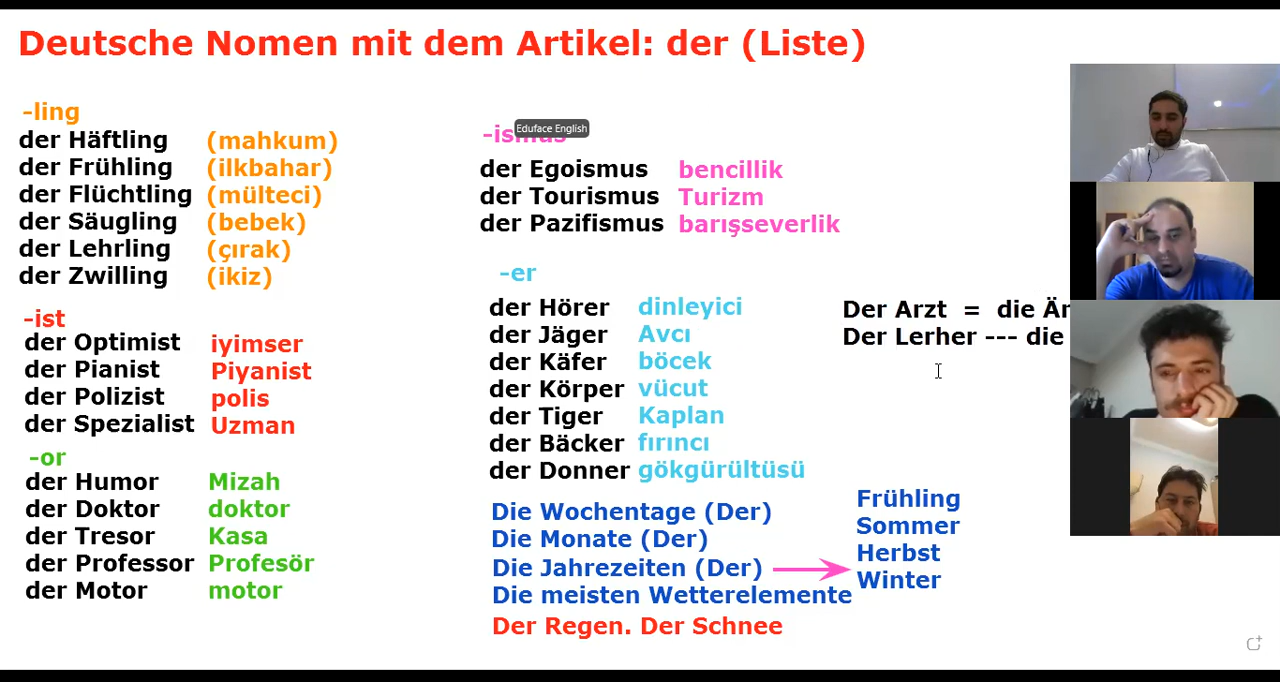 Deutsche Nomen mit dem Artikel: der (Liste)
-ling
der Häftling (mahkum)
der Frühling (ilkbahar)
der Flüchtling (mülteci)
der Säugling (bebek)
der Lehrling (çırak)
der Zwilling (ikiz)
-ist
der Optimist iyimser
der Pianist Piyanist
der Polizist polis
der Spezialist Uzman
-or
der Humor Mizah
der Doktor doktor
der Tresor Kasa
der Professor Profesör
der Motor motor
Eduface English
-ismus
der Egoismus bencillik
der Tourismus Turizm
der Pazifismus barışseverlik
-er
der Hörer dinleyici
der Jäger Avcı
der Käfer böcek
der Körper vücut
der Tiger Kaplan
der Bäcker fırıncı
der Donner gökgürültüsü
Die Wochentage (Der)
Die Monate (Der)
Die Jahrezeiten (Der)
Die meisten Wetterelemente
Der Regen. Der Schnee
Der Arzt = die
Der Lerher --- die
Frühling
Sommer
Herbst
Winter